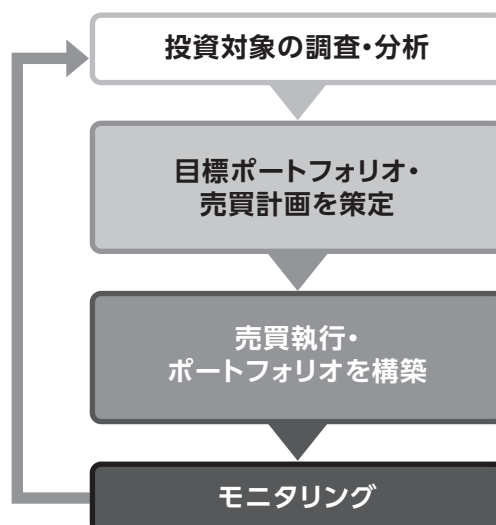 投資対象の調査・分析
目標ポートフォリオ・
売買計画を策定
売買執行・
ポートフォリオを構築
モニタリング